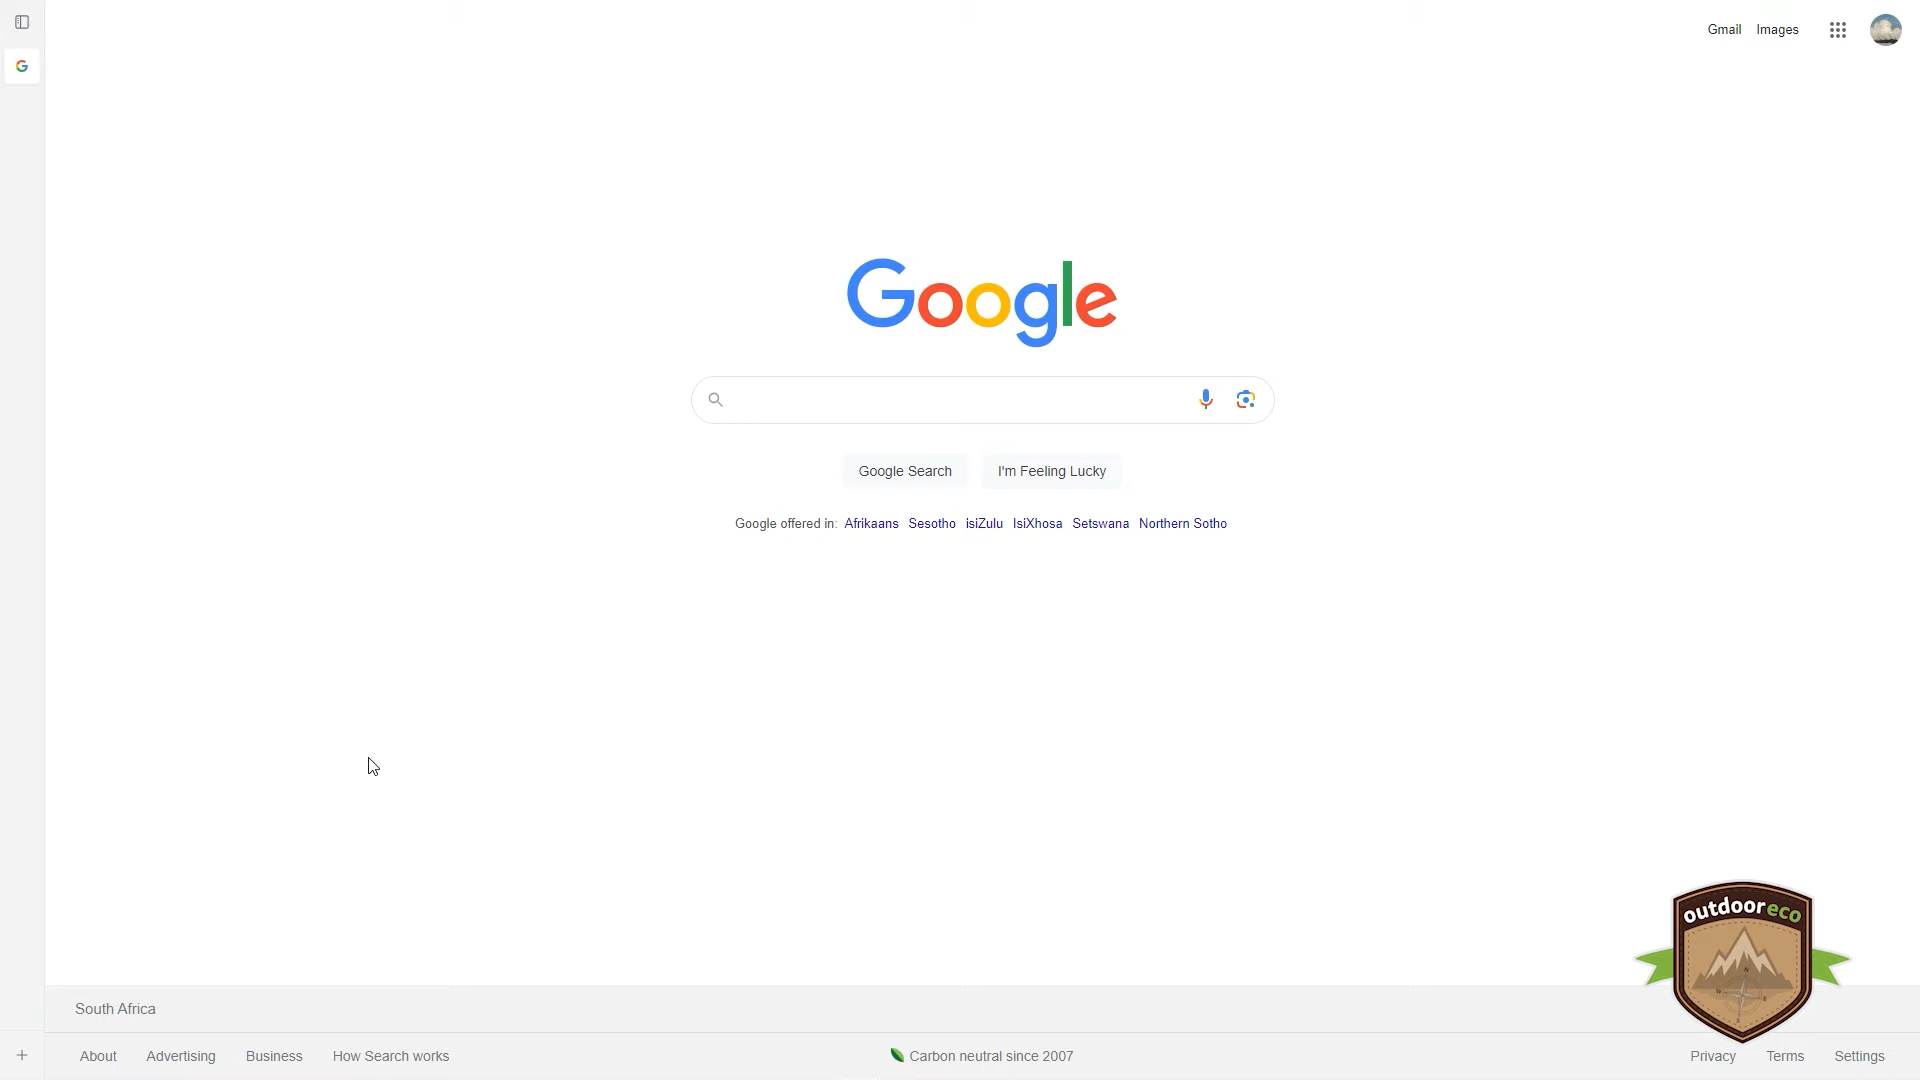 Gmail Images
Google
Google Search I'm Feeling Lucky
Google offered in: Afrikaans Sesotho isiZulu IsiXhosa Setswana Northern Sotho
outdooreco
N
W E
S
South Africa
About Advertising Business How Search works Carbon neutral since 2007 Privacy Terms Settings